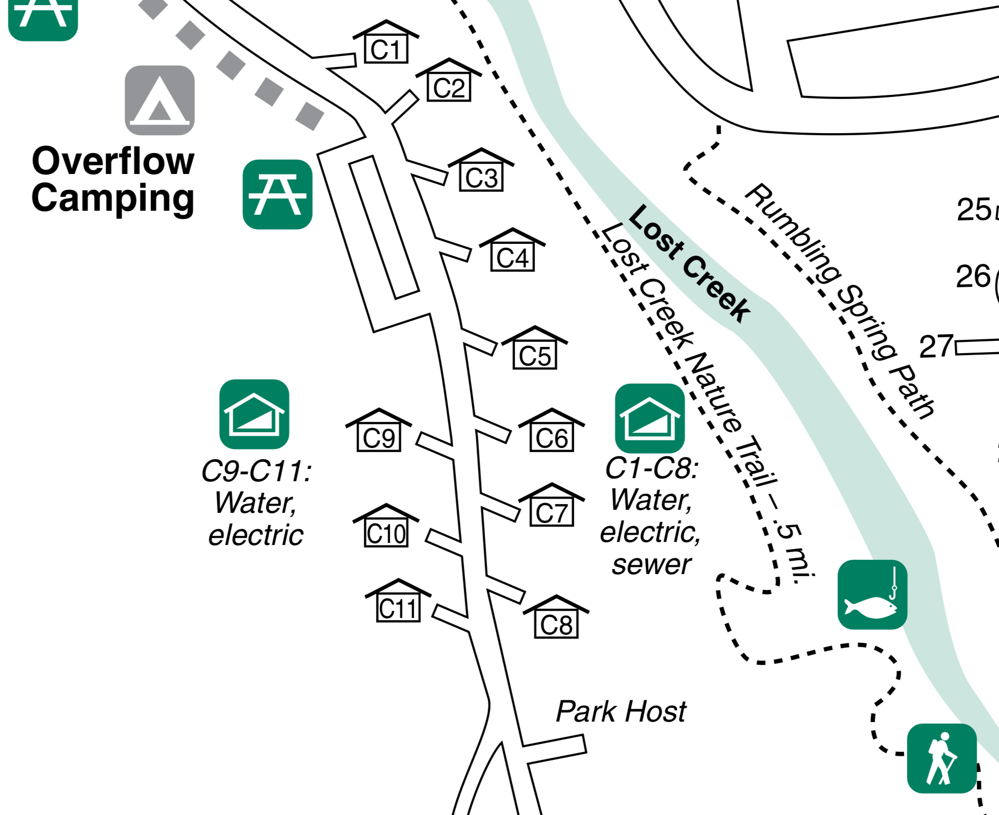 C1
C2
Overflow
Camping
C3
Lost Creek
Rumbling Spring Path
25
C4
Lost Creek Nature Trail – .5 mi.
26
C5
27
C9
C6
C9-C11:
Water,
electric
C1-C8:
Water,
electric,
sewer
C7
C10
C11
C8
Park Host